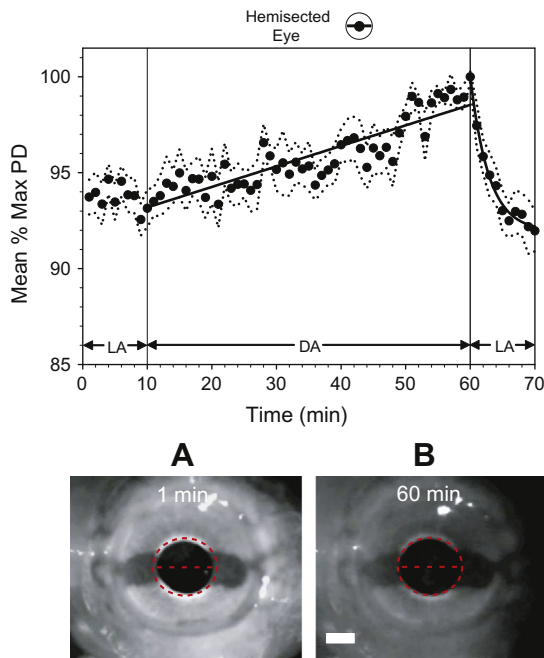 Hemisected
Eye
Mean % Max PD
100
95
90
85
LA
DA
LA
0 10 20 30 40 50 60 70
Time (min)
A
B
1 min
60 min